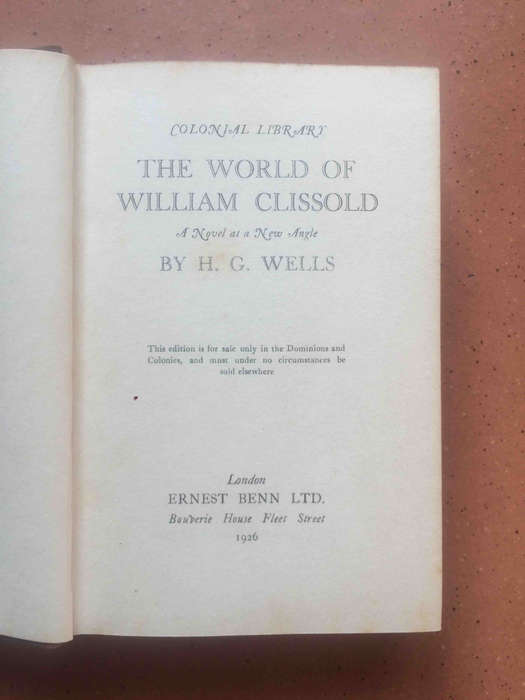 COLONIAL LIBRARY
THE WORLD OF
WILLIAM CLISSOLD
A Novel at a New Angle
BY H. G. WELLS
This edition is for sale only in the Dominions and
Colonies, and must under no circumstances be
sold elsewhere
London
ERNEST BENN LTD.
Bouverie House Fleet Street
1926